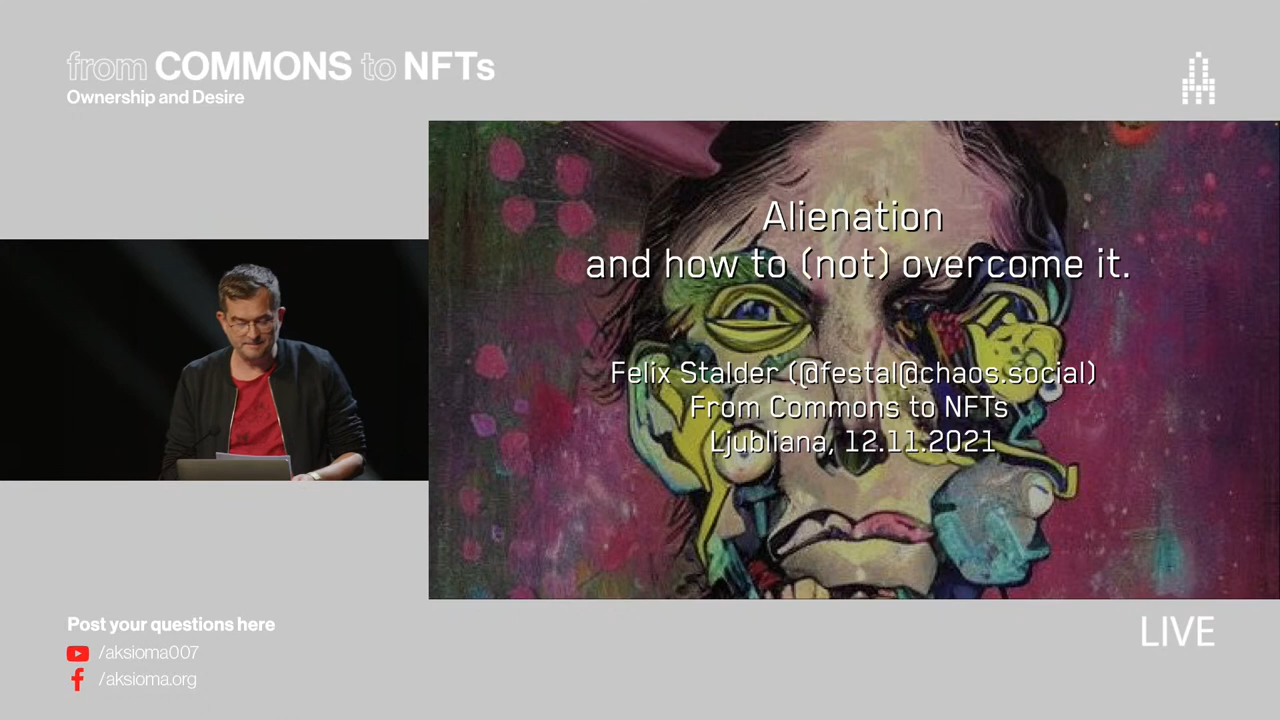 from COMMONS to NFTs
Ownership and Desire
Alienation
and how to (not) overcome it.
Felix Stalder (@festal@chaos.social)
From Commons to NFTs
Ljubliana, 12.11.2021
Post your questions here
/aksioma007
/aksioma.org
LIVE